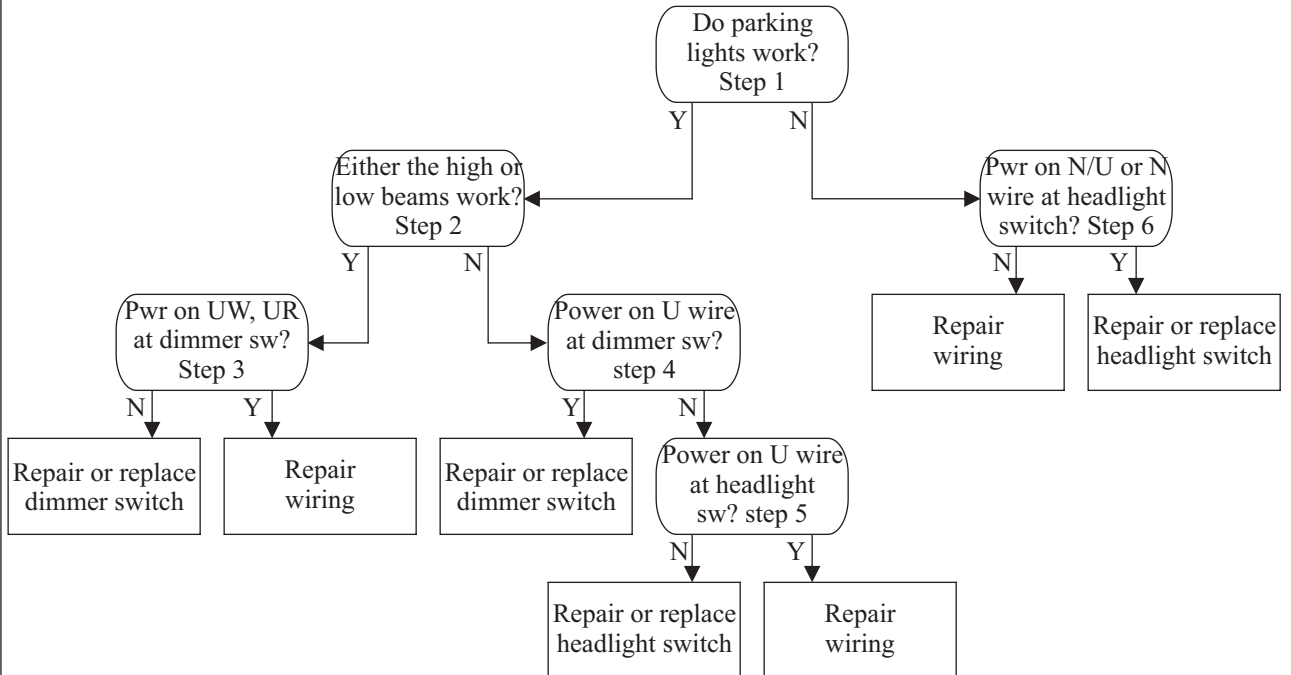 Do parking
lights work?
Step 1
Y
N
Either the high or
low beams work?
Step 2
Pwr on N/U or N
wire at headlight
switch? Step 6
Y
N
N
Y
Pwr on UW, UR
at dimmer sw?
Step 3
Power on U wire
at dimmer sw?
step 4
Repair
wiring
Repair or replace
headlight switch
N
Y
Y
N
Repair or replace
dimmer switch
Repair
wiring
Repair or replace
dimmer switch
Power on U wire
at headlight
sw? step 5
N
Y
Repair or replace
headlight switch
Repair
wiring